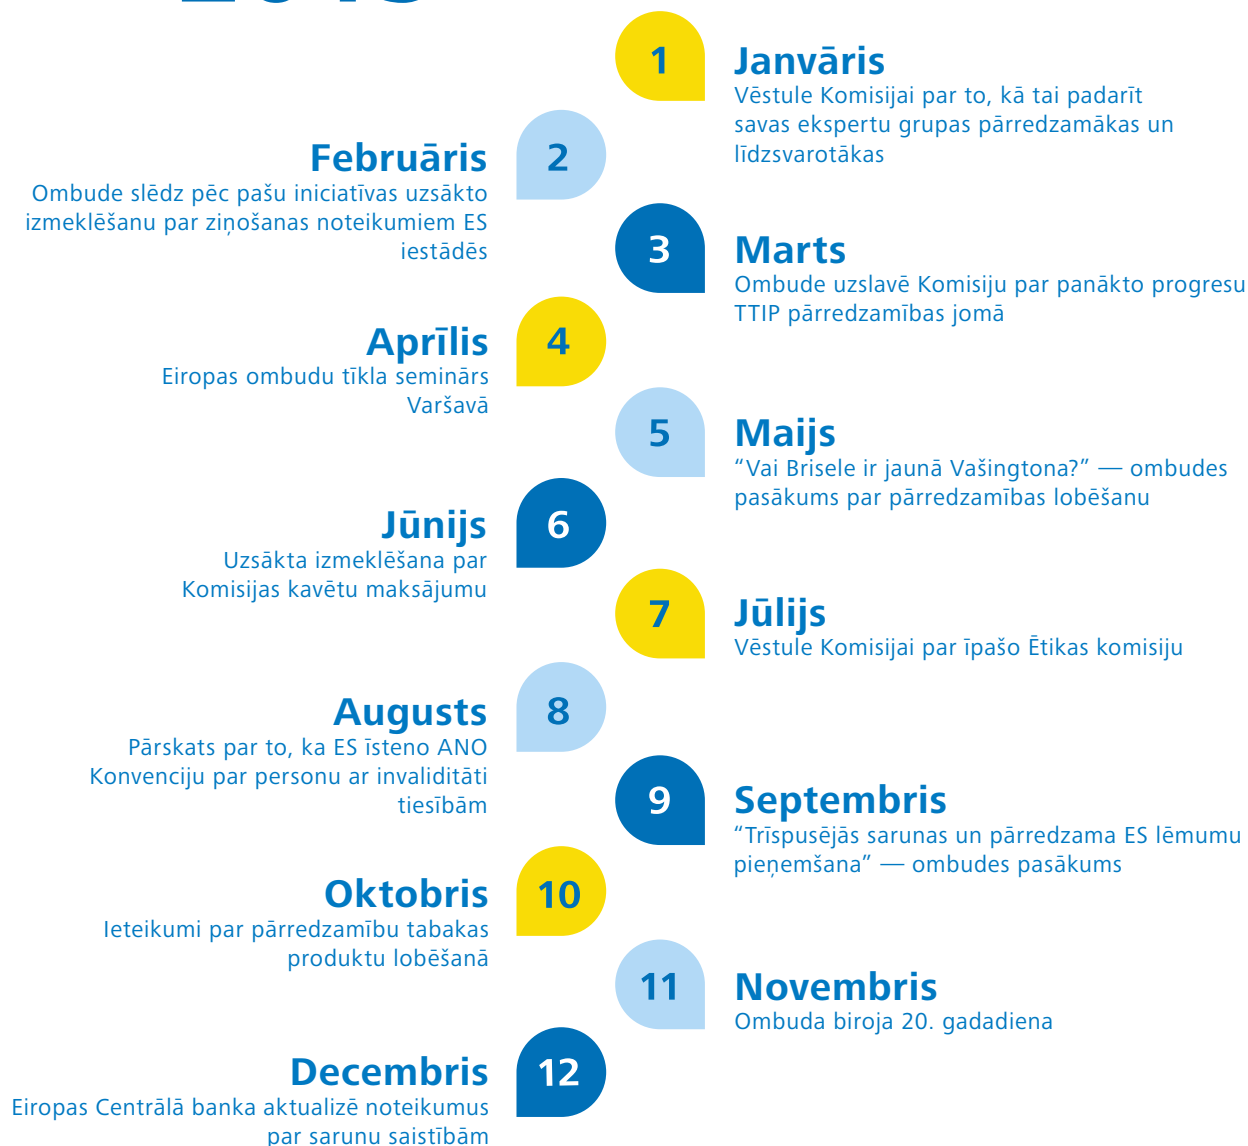 1
Janvāris
Vēstule Komisijai par to, kā tai padarīt
savas ekspertu grupas pārredzamākas un
līdzsvarotākas
2
Februāris
Ombude slēdz pēc pašu iniciatīvas uzsākto
izmeklēšanu par ziņošanas noteikumiem ES
iestādēs
3
Marts
Ombude uzslavē Komisiju par panākto progresu
TTIP pārredzamības jomā
4
Aprīlis
Eiropas ombudu tīkla seminārs
Varšavā
5
Maijs
“Vai Brisele ir jaunā Vašingtona?” — ombudes
pasākums par pārredzamības lobēšanu
6
Jūnijs
Uzsākta izmeklēšana par
Komisijas kavētu maksājumu
7
Jūlijs
Vēstule Komisijai par īpašo Ētikas komisiju
8
Augusts
Pārskats par to, ka ES īsteno ANO
Konvenciju par personu ar invaliditāti
tiesībām
9
Septembris
“Trīspusējās sarunas un pārredzama ES lēmumu
pieņemšana” — ombudes pasākums
10
Oktobris
Ieteikumi par pārredzamību tabakas
produktu lobēšanā
11
Novembris
Ombuda biroja 20. gadadiena
12
Decembris
Eiropas Centrālā banka aktualizē noteikumus
par sarunu saistībām